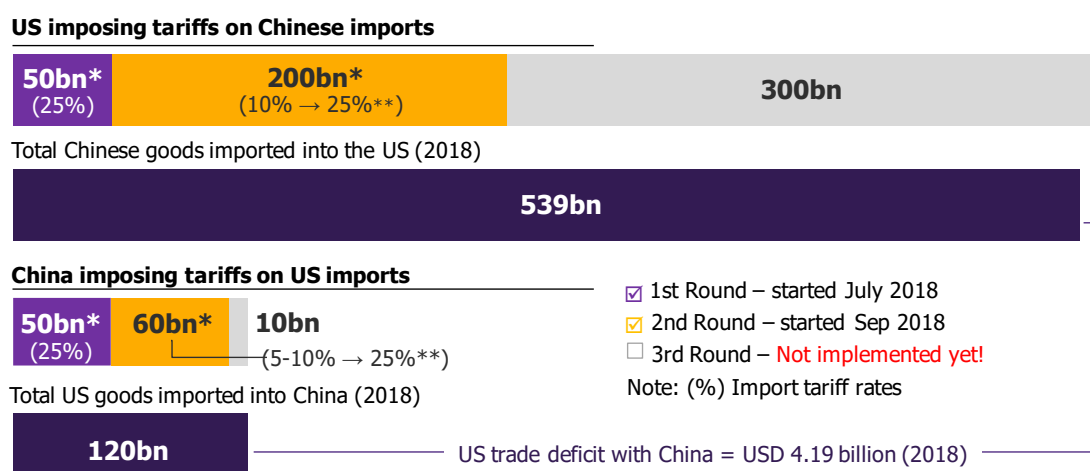 US imposing tariffs on Chinese imports
50bn*
(25%)
200bn*
(10% → 25%**)
300bn
Total Chinese goods imported into the US (2018)
539bn
China imposing tariffs on US imports
50bn*
(25%)
60bn*
10bn
(5-10% → 25%**)
☑ 1st Round – started July 2018
☑ 2nd Round – started Sep 2018
☐ 3rd Round – Not implemented yet!
Note: (%) Import tariff rates
Total US goods imported into China (2018)
120bn
US trade deficit with China = USD 4.19 billion (2018)